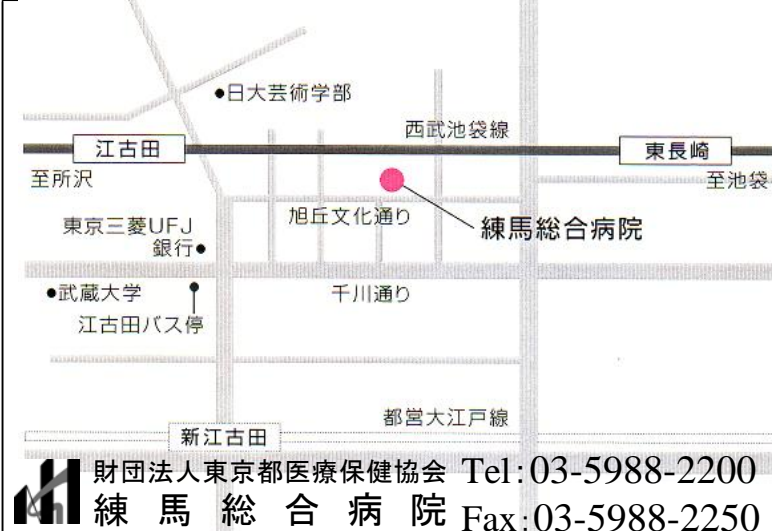 ●日大芸術学部
西武池袋線
江古田
東長崎
至所沢
至池袋
旭丘文化通り
練馬総合病院
東京三菱UFJ
銀行●
●武蔵大学
千川通り
江古田バス停
都営大江戸線
新江古田
財団法人東京都医療保健協会 Tel:03-5988-2200
練馬総合病院 Fax:03-5988-2250